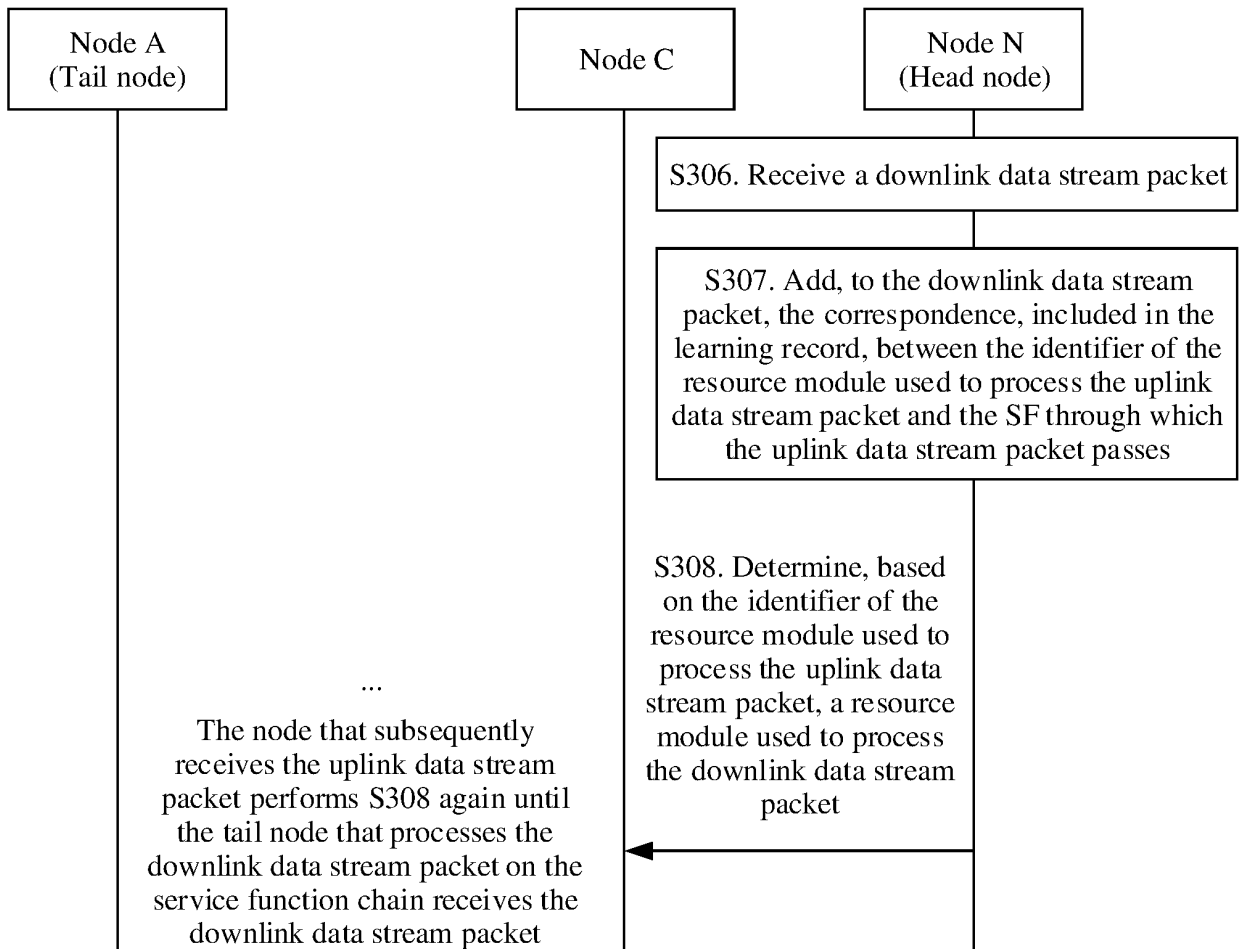 Node A
(Tail node)
Node C
Node N
(Head node)
S306. Receive a downlink data stream packet
S307. Add, to the downlink data stream
packet, the correspondence, included in the
learning record, between the identifier of the
resource module used to process the uplink
data stream packet and the SF through which
the uplink data stream packet passes
S308. Determine, based
on the identifier of the
resource module used to
process the uplink data
stream packet, a resource
module used to process
the downlink data stream
packet
...
The node that subsequently
receives the uplink data stream
packet performs S308 again until
the tail node that processes the
downlink data stream packet on the
service function chain receives the
downlink data stream packet